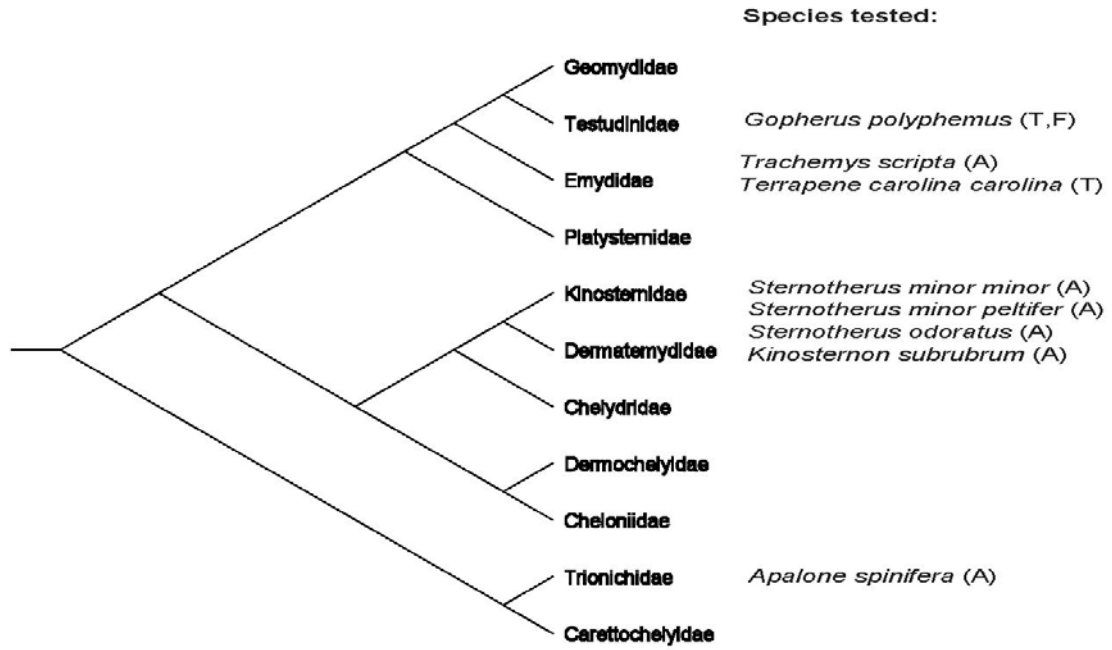 Species tested:
Geomydidae
Testudinidae Gopherus polyphemus (T,F)
Trachemys scripta (A)
Emydidae Terrapene carolina carolina (T)
Platysternidae
Kinosternidae Sternotherus minor minor (A)
Sternotherus minor peltifer (A)
Sternotherus odoratus (A)
Dermatemydidae Kinosternon subrubrum (A)
Chelydridae
Dermochelyidae
Cheloniidae
Trionichidae Apalone spinifera (A)
Carettochelyidae